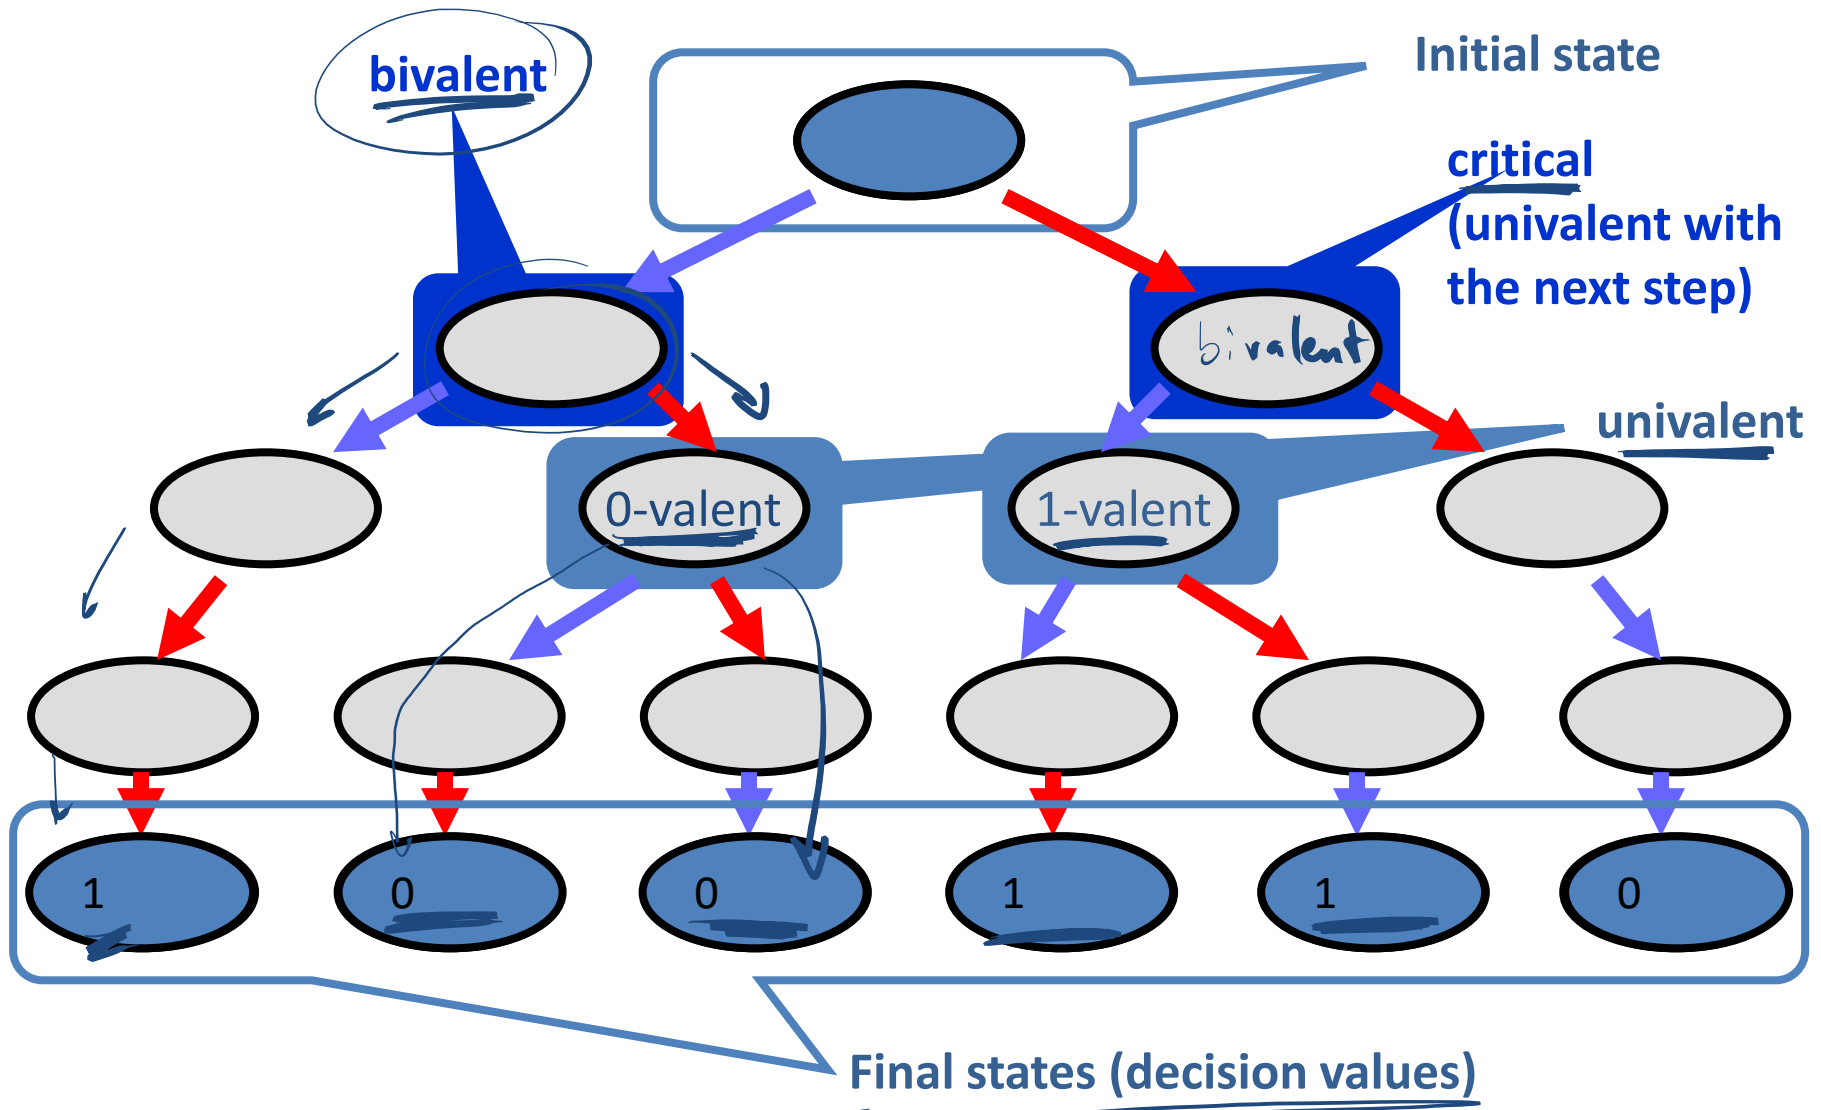 bivalent
Initial state
critical
(univalent with
the next step)
bivalent
univalent
0-valent
1-valent
1
0
0
1
1
0
Final states (decision values)